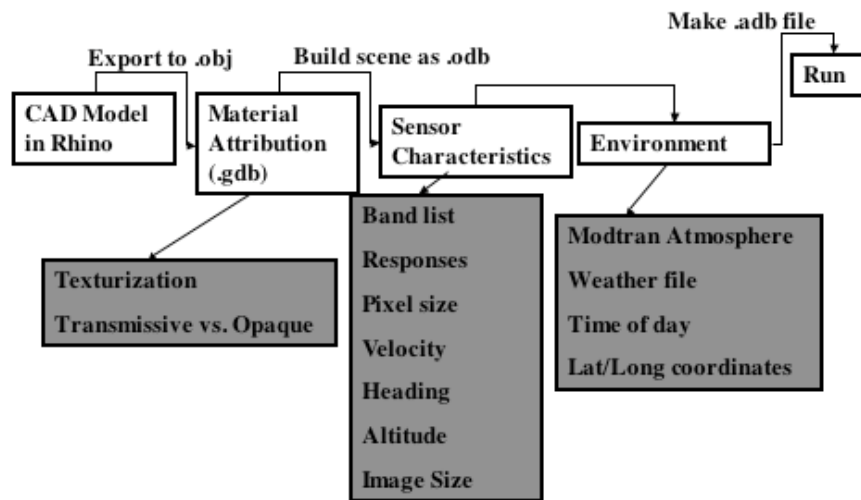 Make .adb file
Export to .obj
Build scene as .odb
Run
CAD Model
in Rhino
Material
Attribution
(.gdb)
Sensor
Characteristics
Environment
Texturization
Transmissive vs. Opaque
Band list
Responses
Pixel size
Velocity
Heading
Altitude
Image Size
Modtran Atmosphere
Weather file
Time of day
Lat/Long coordinates